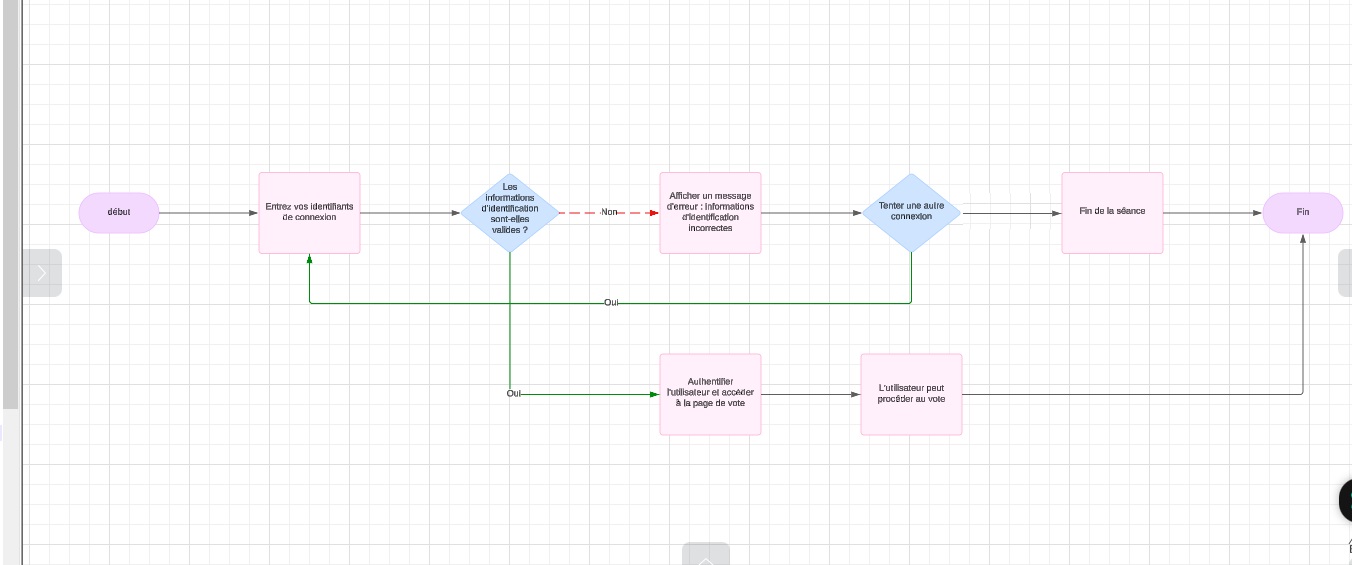 début
Entrez vos identifiants
de connexion
Les
informations
d'identification
sont-elles
valides ?
Non
Afficher un message
d'erreur : Informations
d'identification
incorrectes
Tenter une autre
connexion
Fin de la séance
Fin
Oui
Oui
Authentifier
l'utilisateur et accéder
à la page de vote
L'utilisateur peut
procéder au vote